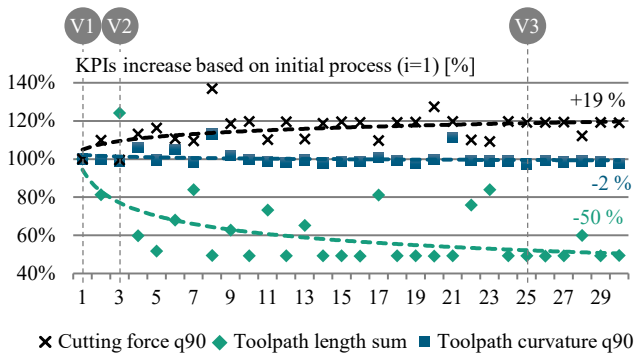 V1 V2 V3
KPIs increase based on initial process (i=1) [%]
140%
120%
100%
80%
60%
40%
+19 %
-2 %
-50 %
1 3 5 7 9 11 13 15 17 19 21 23 25 27 29
Cutting force q90 Toolpath length sum Toolpath curvature q90